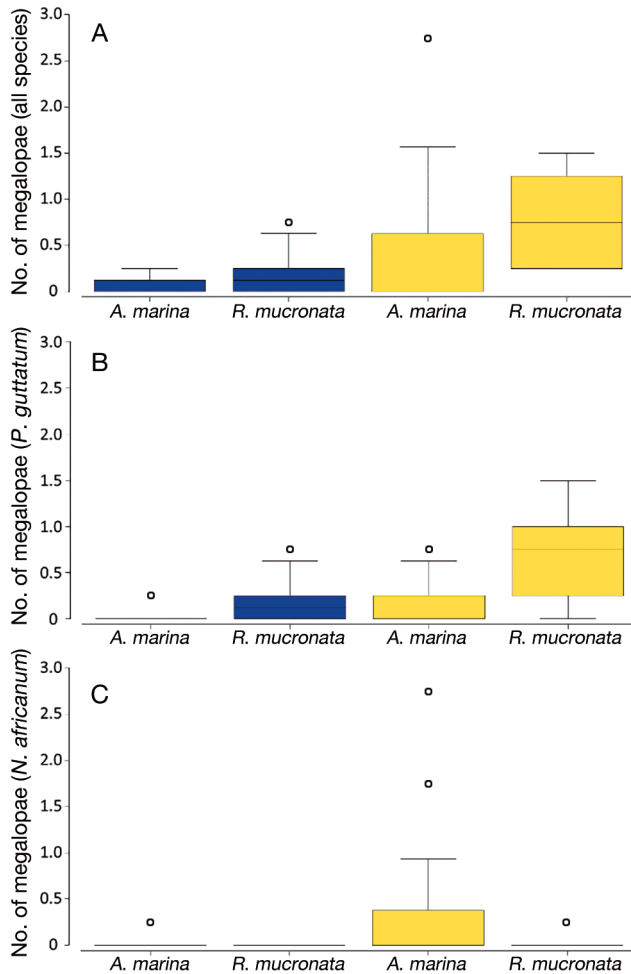 A
No. of megalopae (all species)
3.0
2.5
2.0
1.5
1.0
0.5
0
A. marina R. mucronata A. marina R. mucronata
B
No. of megalopae (P. guttatum)
3.0
2.5
2.0
1.5
1.0
0.5
0
A. marina R. mucronata A. marina R. mucronata
C
No. of megalopae (N. africanum)
3.0
2.5
2.0
1.5
1.0
0.5
0
A. marina R. mucronata A. marina R. mucronata